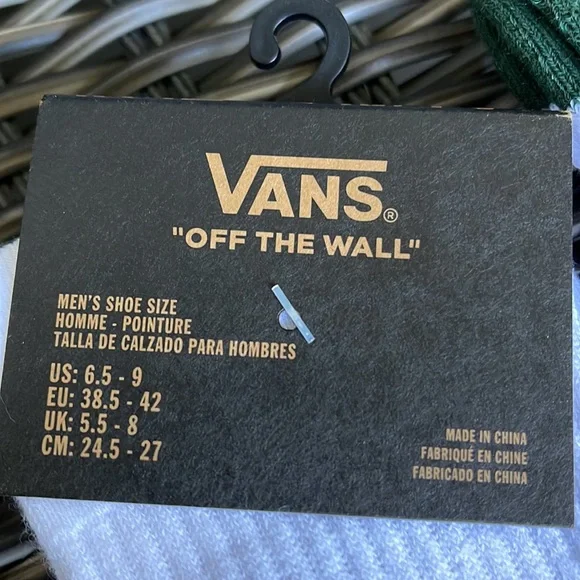 VANS®
"OFF THE WALL"
MEN'S SHOE SIZE
HOMME - POINTURE
TALLA DE CALZADO PARA HOMBRES
US: 6.5 - 9
EU: 38.5 - 42
UK: 5.5 - 8
CM: 24.5 - 27
MADE IN CHINA
FABRIQUÉ EN CHINE
FABRICADO EN CHINA